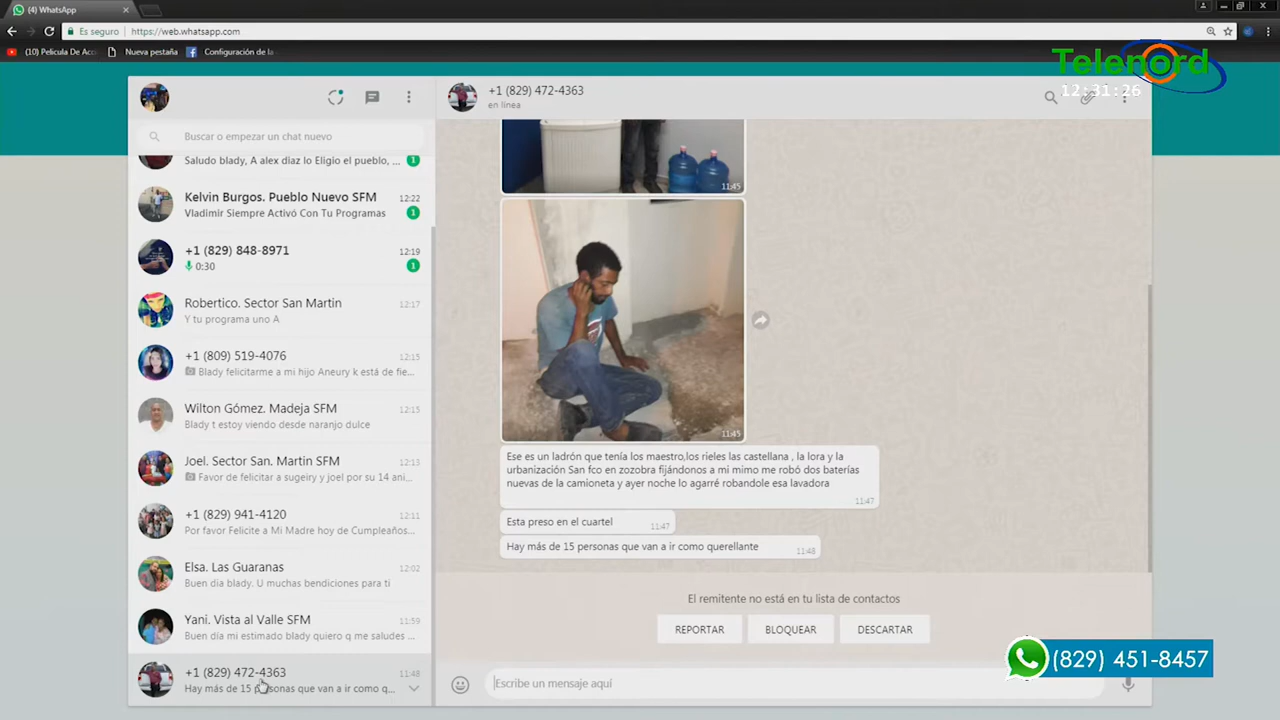 (4) WhatsApp
Es seguro
https://web.whatsapp.com
(10) Pelicula De Acc
Nueva pestaña
Configuración de la
Telenord
12:31:26
Buscar o empezar un chat nuevo
Saludo blady, A alex diaz lo Eligio el pueblo, ...
1
Kelvin Burgos. Pueblo Nuevo SFM
12:22
Vladimir Siempre Activó Con Tu Programas
1
+1 (829) 848-8971
12:19
0:30
1
Robertico. Sector San Martin
12:17
Y tu programa uno A
+1 (809) 519-4076
12:15
Blady felicitarme a mi hijo Aneury k está de fie...
Wilton Gómez. Madeja SFM
12:15
Blady t estoy viendo desde naranjo dulce
Joel. Sector San. Martin SFM
12:13
Favor de felicitar a sugeiry y joel por su 14 ani...
+1 (829) 941-4120
12:11
Por favor Felicite a Mi Madre hoy de Cumpleaños...
Elsa. Las Guaranas
12:02
Buen dia blady. U muchas bendiciones para ti
Yani. Vista al Valle SFM
11:59
Buen día mi estimado blady quiero q me saludes ...
+1 (829) 472-4363
11:48
Hay más de 15 personas que van a ir como q...
+1 (829) 472-4363
en línea
11:45
11:45
Ese es un ladrón que tenía los maestro,los rieles las castellana , la lora y la
urbanización San fco en zozobra fijándonos a mi mimo me robó dos baterías
nuevas de la camioneta y ayer noche lo agarré robandole esa lavadora
11:47
Esta preso en el cuartel
11:47
Hay más de 15 personas que van a ir como querellante
11:48
El remitente no está en tu lista de contactos
REPORTAR
BLOQUEAR
DESCARTAR
Escribe un mensaje aquí
(829) 451-8457